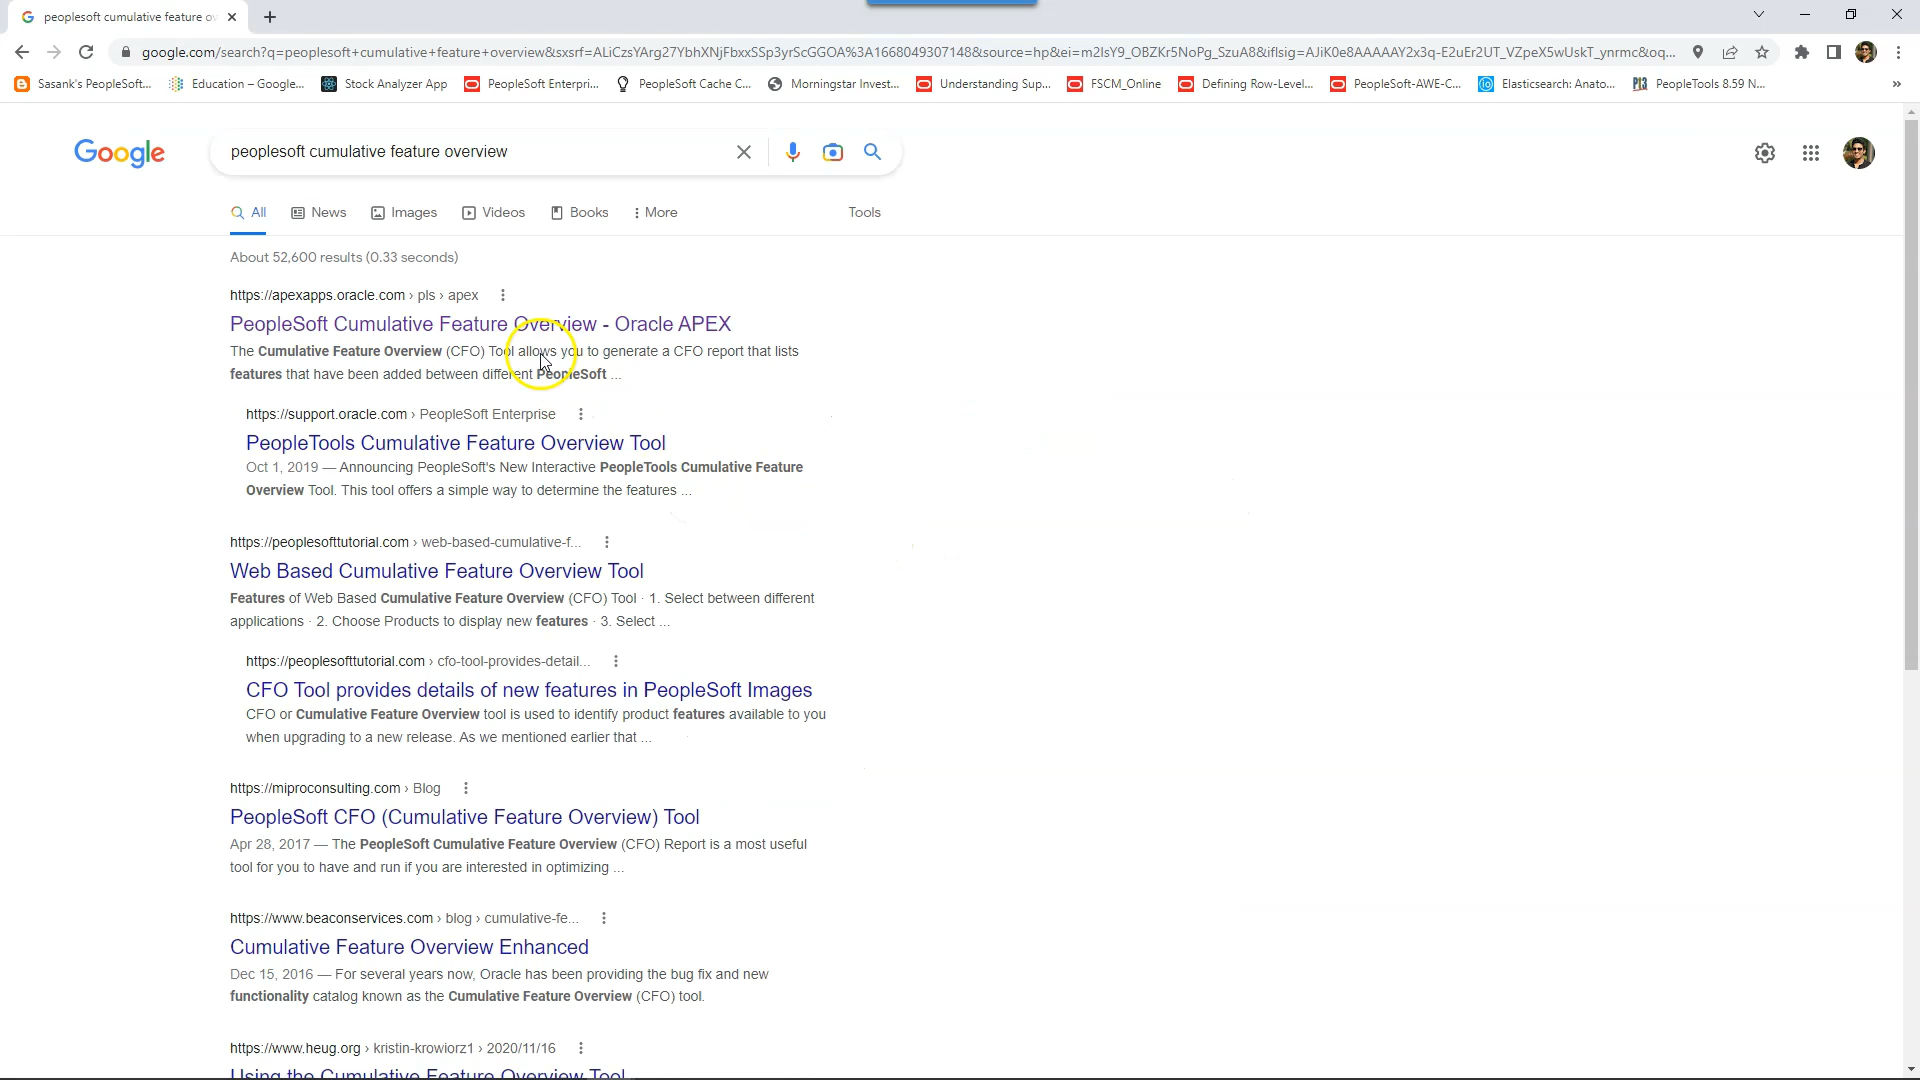 peoplesoft cumulative feature ov
google.com/search?q=peoplesoft+cumulative+feature+overview&sxsrf=ALiCzsYArg27YbhXNjFbxxSSp3yrScGGOA%3A1668049307148&source=hp&ei=m2IsY9_OBZKr5NoPg_SzuA8&iflsig=AJiK0e8AAAAAY2x3q-E2uEr2UT_VZpeX5wUskT_ynrmc&uact=5&oq...
Sasank's PeopleSoft... Education – Google... Stock Analyzer App PeopleSoft Enterpri... PeopleSoft Cache C... Morningstar Invest... Understanding Sup... FSCM_Online Defining Row-Level... PeopleSoft-AWE-C... Elasticsearch: Anato... PeopleTools 8.59 N... »
Google
peoplesoft cumulative feature overview
All News Images Videos Books More Tools
About 52,600 results (0.33 seconds)
https://apexapps.oracle.com › pls › apex
PeopleSoft Cumulative Feature Overview - Oracle APEX
The Cumulative Feature Overview (CFO) Tool allows you to generate a CFO report that lists
features that have been added between different PeopleSoft ...
https://support.oracle.com › PeopleSoft Enterprise
PeopleTools Cumulative Feature Overview Tool
Oct 1, 2019 — Announcing PeopleSoft's New Interactive PeopleTools Cumulative Feature
Overview Tool. This tool offers a simple way to determine the features ...
https://peoplesofttutorial.com › web-based-cumulative-f...
Web Based Cumulative Feature Overview Tool
Features of Web Based Cumulative Feature Overview (CFO) Tool · 1. Select between different
applications · 2. Choose Products to display new features · 3. Select ...
https://peoplesofttutorial.com › cfo-tool-provides-detail...
CFO Tool provides details of new features in PeopleSoft Images
CFO or Cumulative Feature Overview tool is used to identify product features available to you
when upgrading to a new release. As we mentioned earlier that ...
https://miproconsulting.com › Blog
PeopleSoft CFO (Cumulative Feature Overview) Tool
Apr 28, 2017 — The PeopleSoft Cumulative Feature Overview (CFO) Report is a most useful
tool for you to have and run if you are interested in optimizing ...
https://www.beaconservices.com › blog › cumulative-fe...
Cumulative Feature Overview Enhanced
Dec 15, 2016 — For several years now, Oracle has been providing the bug fix and new
functionality catalog known as the Cumulative Feature Overview (CFO) tool.
https://www.heug.org › kristin-krowiorz1 › 2020/11/16
Using the Cumulative Feature Overview Tool